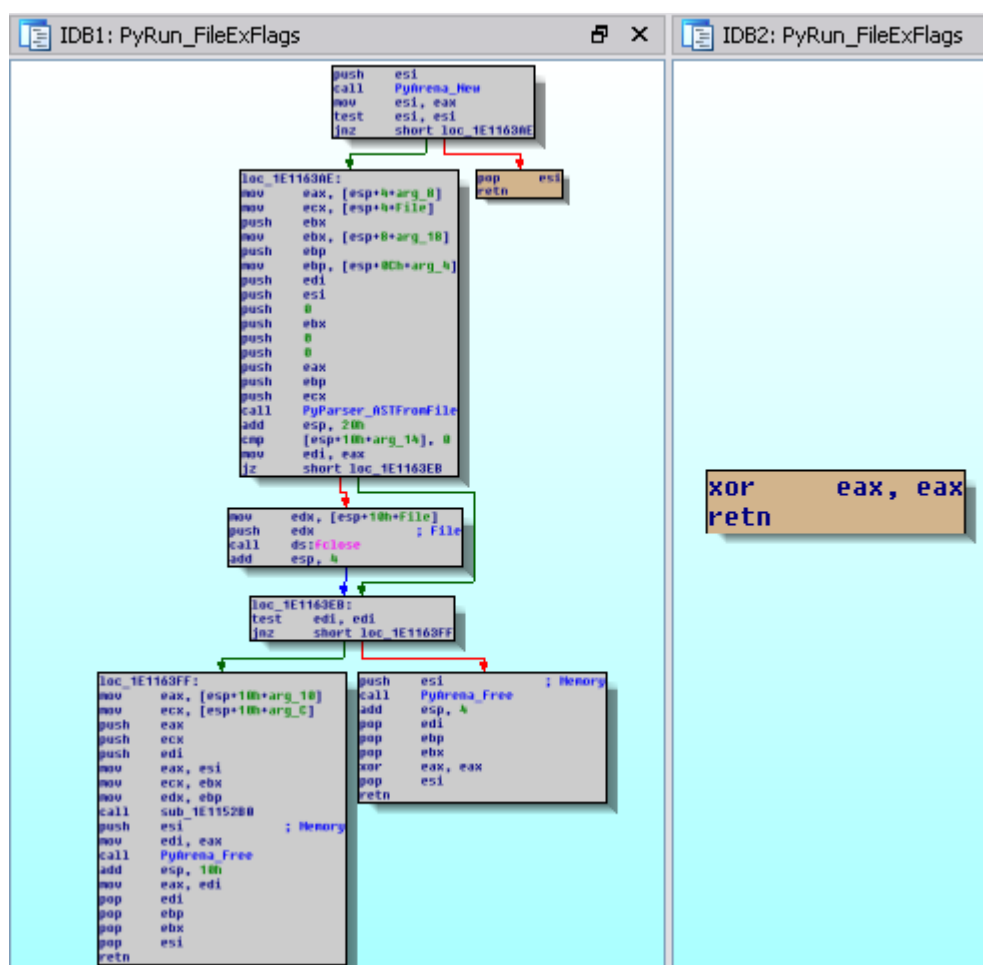 IDB1: PyRun_FileExFlags
push esi
call PyArena_New
mov esi, eax
test esi, esi
jnz short loc_1E1163AE
loc_1E1163AE:
mov eax, [esp+4+arg_8]
mov ecx, [esp+4+File]
push ebx
mov ebx, [esp+8+arg_18]
push ebp
mov ebp, [esp+0Ch+arg_4]
push edi
push esi
push 0
push ebx
push 0
push 0
push eax
push ebp
push ecx
call PyParser_ASTFromFile
add esp, 20h
cmp [esp+10h+arg_14], 0
mov edi, eax
jz short loc_1E1163EB
pop esi
retn
mov edx, [esp+10h+File]
push edx ; File
call ds:fclose
add esp, 4
loc_1E1163EB:
test edi, edi
jnz short loc_1E1163FF
loc_1E1163FF:
mov eax, [esp+10h+arg_10]
mov ecx, [esp+10h+arg_C]
push eax
push ecx
push edi
mov eax, esi
mov ecx, ebx
mov edx, ebp
call sub_1E1152B0
push esi ; Memory
mov edi, eax
call PyArena_Free
add esp, 10h
mov eax, edi
pop edi
pop ebp
pop ebx
pop esi
retn
push esi ; Memory
call PyArena_Free
add esp, 4
pop edi
pop ebp
pop ebx
xor eax, eax
pop esi
retn
IDB2: PyRun_FileExFlags
xor eax, eax
retn